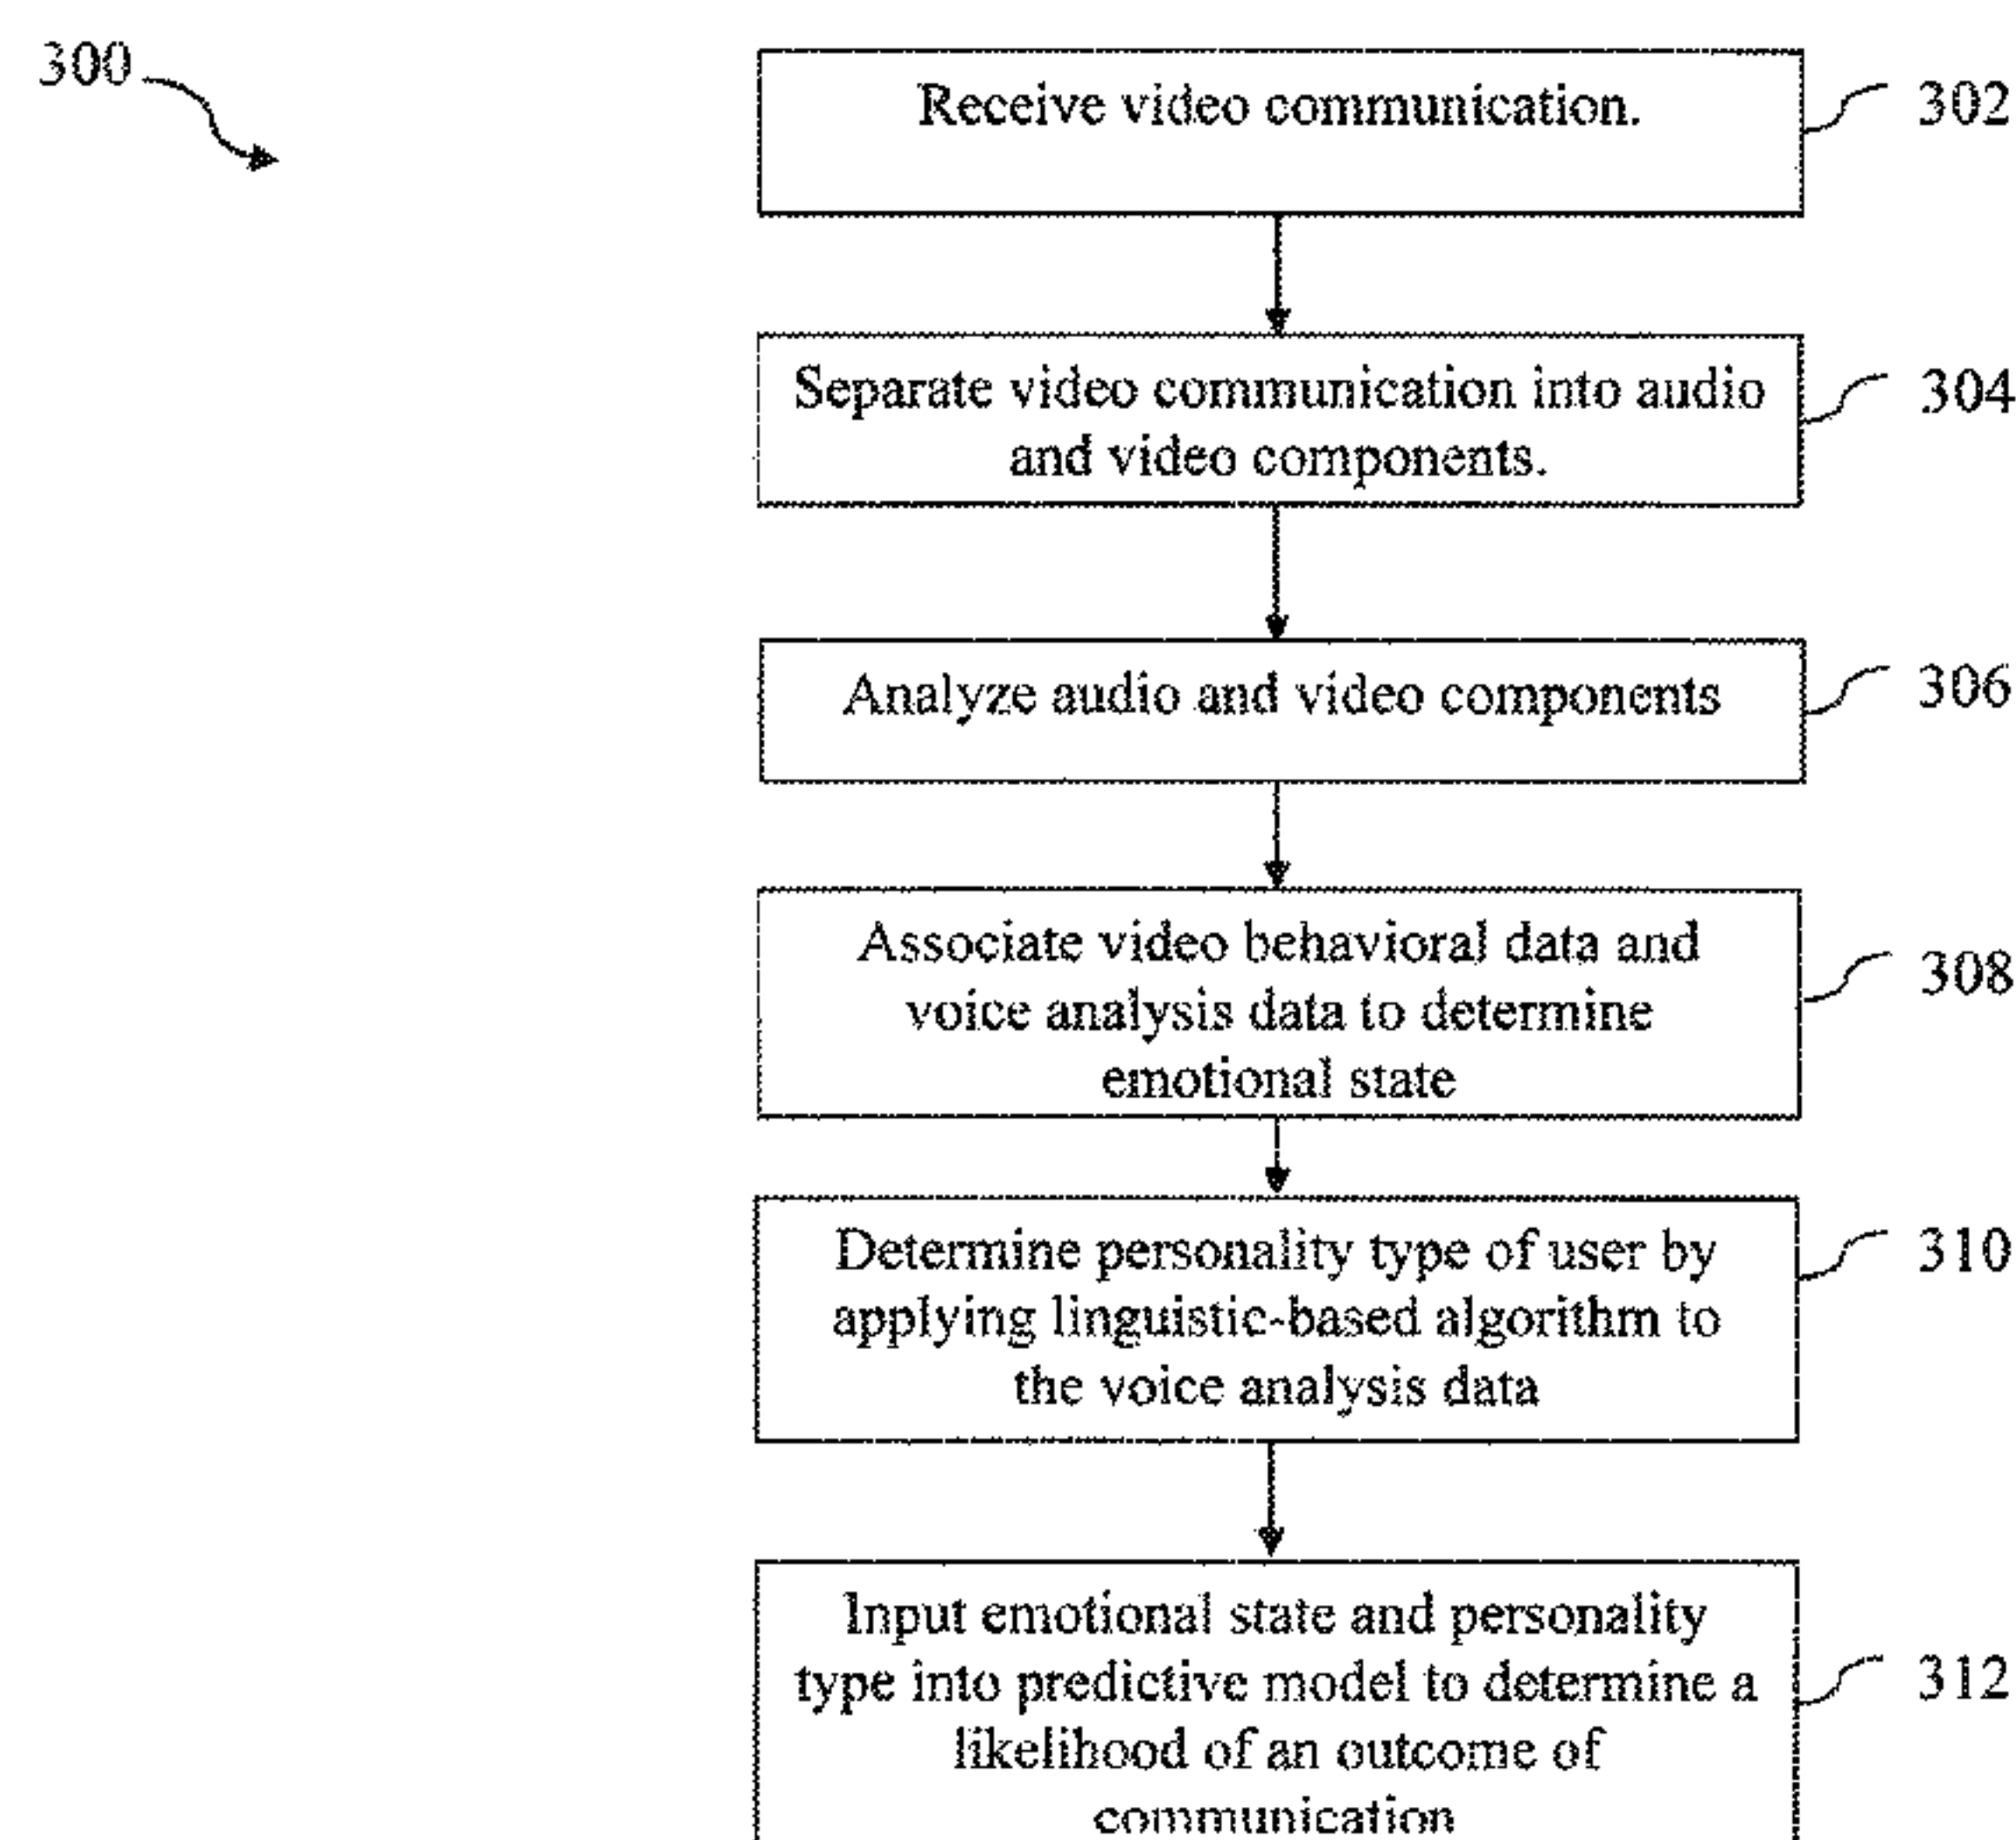 300
Receive video communication.
302
Separate video communication into audio
and video components.
304
Analyze audio and video components
306
Associate video behavioral data and
voice analysis data to determine
emotional state
308
Determine personality type of user by
applying linguistic-based algorithm to
the voice analysis data
310
Input emotional state and personality
type into predictive model to determine a
likelihood of an outcome of
communication
312